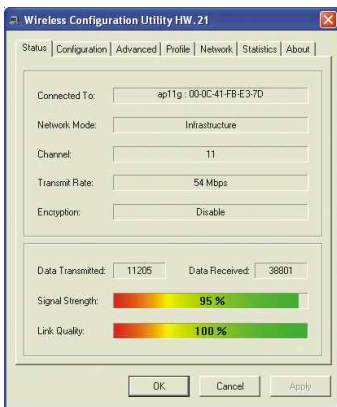 Wireless Configuration Utility HW.21
Status Configuration Advanced Profile Network Statistics About
Connected To: ap11g : 00-0C-41-FB-E3-7D
Network Mode: Infrastructure
Channel: 11
Transmit Rate: 54 Mbps
Encryption: Disable
Data Transmitted: 11205 Data Received: 38801
Signal Strength: 95 %
Link Quality: 100 %
OK Cancel Apply